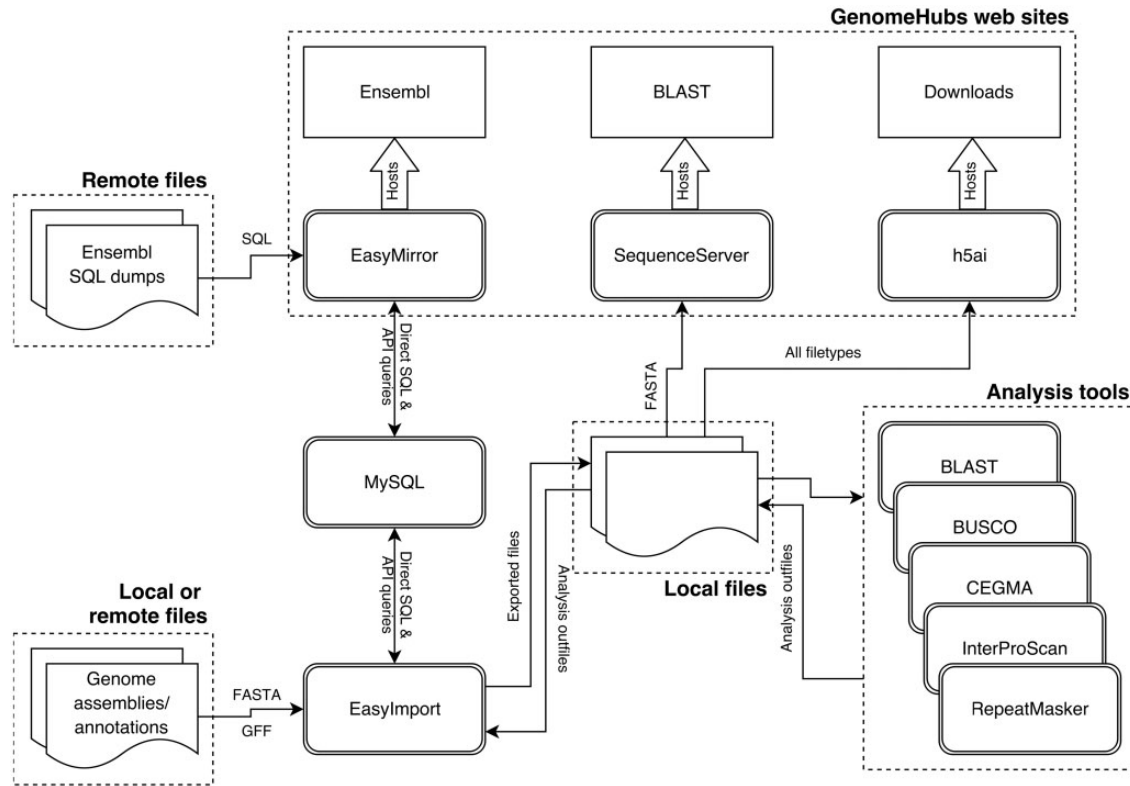 GenomeHubs web sites
Ensembl
BLAST
Downloads
Hosts
Hosts
Hosts
Remote files
Ensembl
SQL dumps
SQL
EasyMirror
SequenceServer
h5ai
Direct SQL &
API queries
FASTA
All filetypes
Analysis tools
MySQL
BLAST
BUSCO
CEGMA
InterProScan
RepeatMasker
Local files
Exported files
Analysis outfiles
Analysis outfiles
Direct SQL &
API queries
Local or
remote files
Genome
assemblies/
annotations
FASTA
GFF
EasyImport